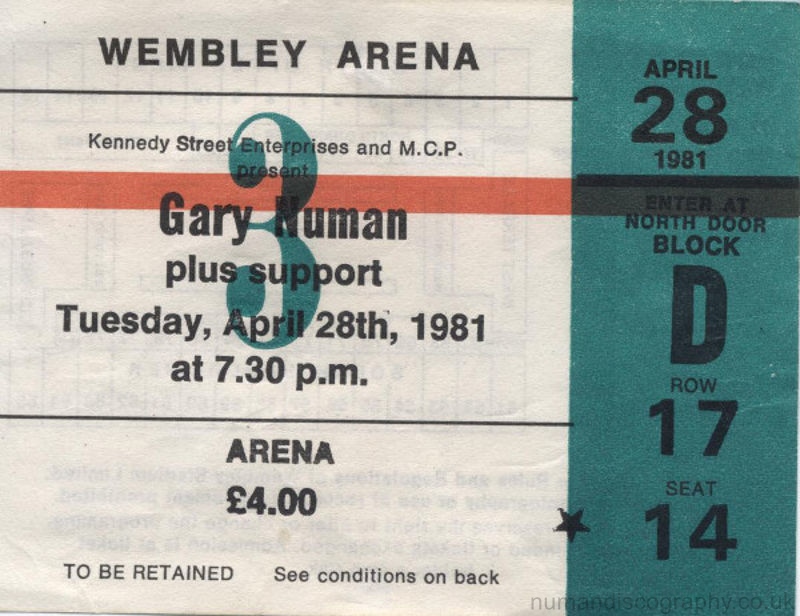 WEMBLEY ARENA
Kennedy Street Enterprises and M.C.P.
present
3
Gary Numan
plus support
Tuesday, April 28th, 1981
at 7.30 p.m.
ARENA
£4.00
TO BE RETAINED See conditions on back
APRIL
28
1981
ENTER AT
NORTH DOOR
BLOCK
D
ROW
17
SEAT
14
numandiscography.co.uk